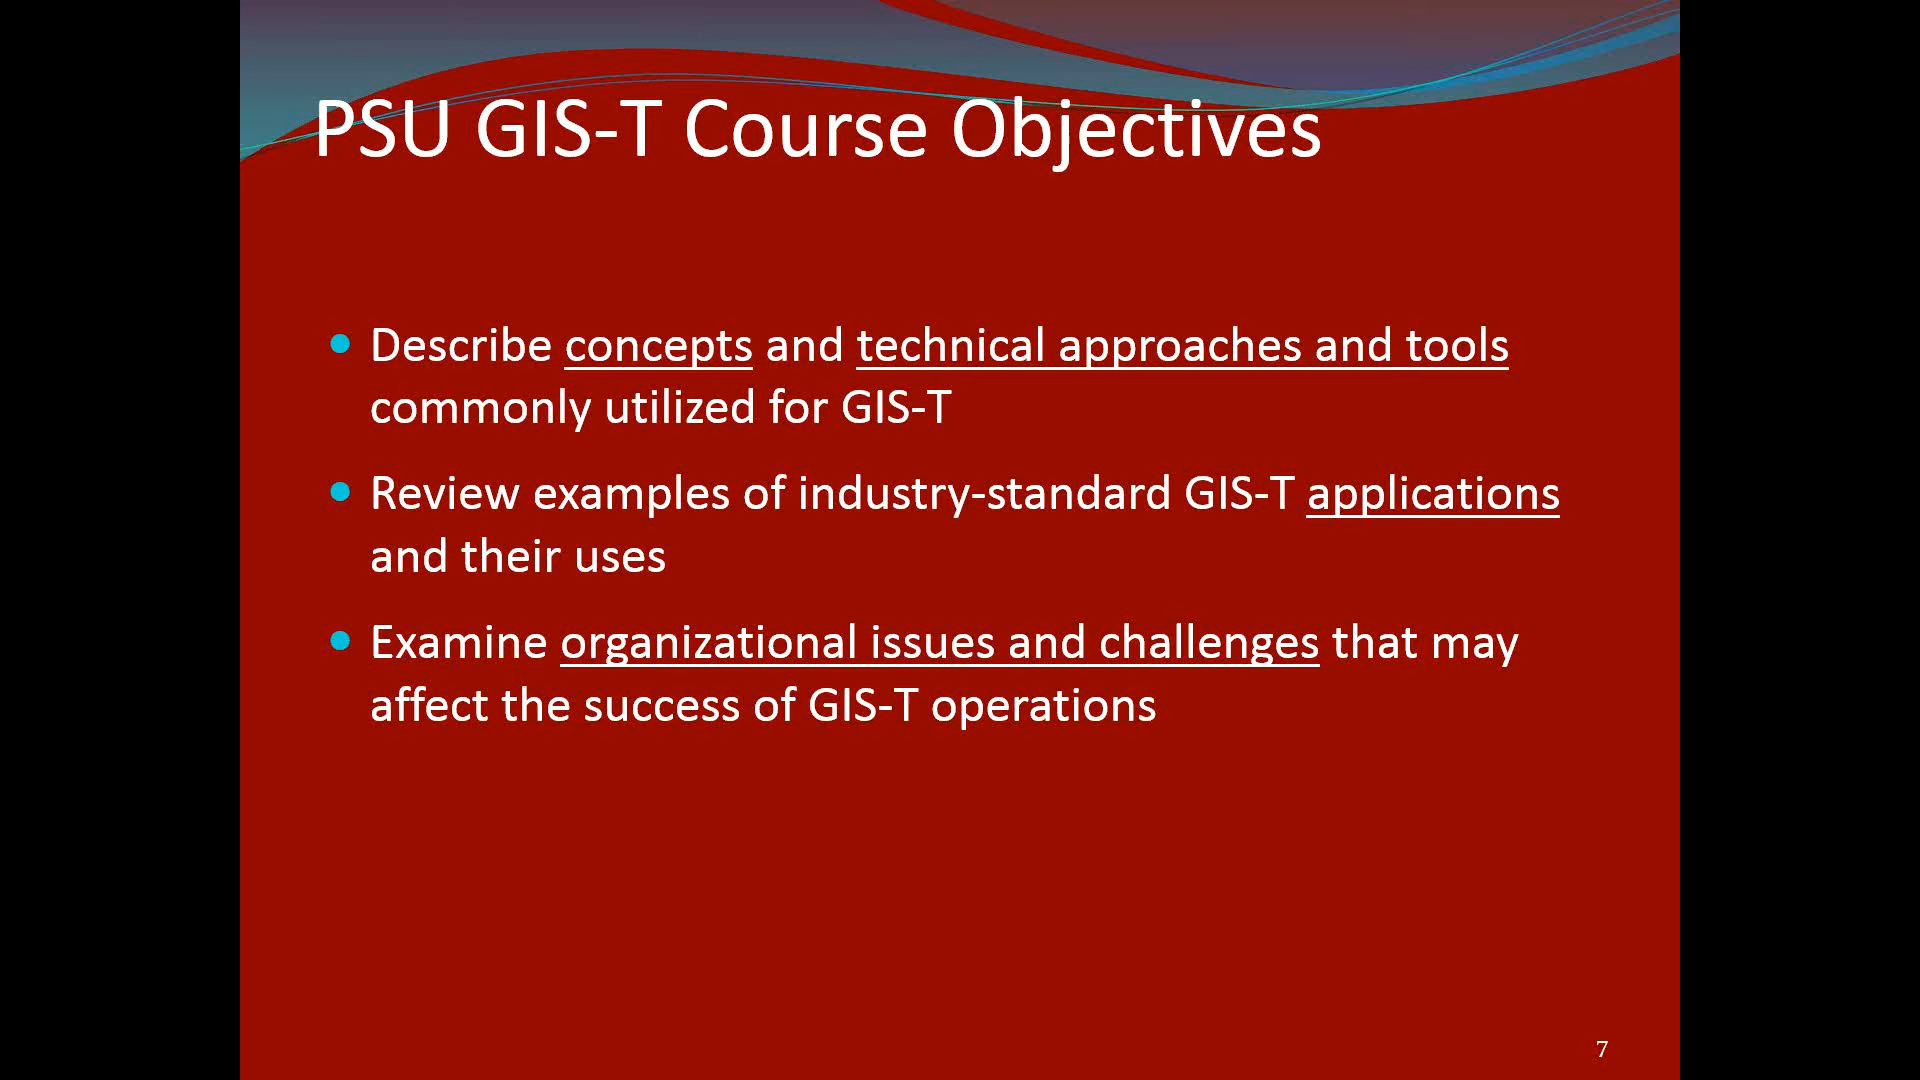 PSU GIS-T Course Objectives
• Describe concepts and technical approaches and tools
commonly utilized for GIS-T
• Review examples of industry-standard GIS-T applications
and their uses
• Examine organizational issues and challenges that may
affect the success of GIS-T operations
7